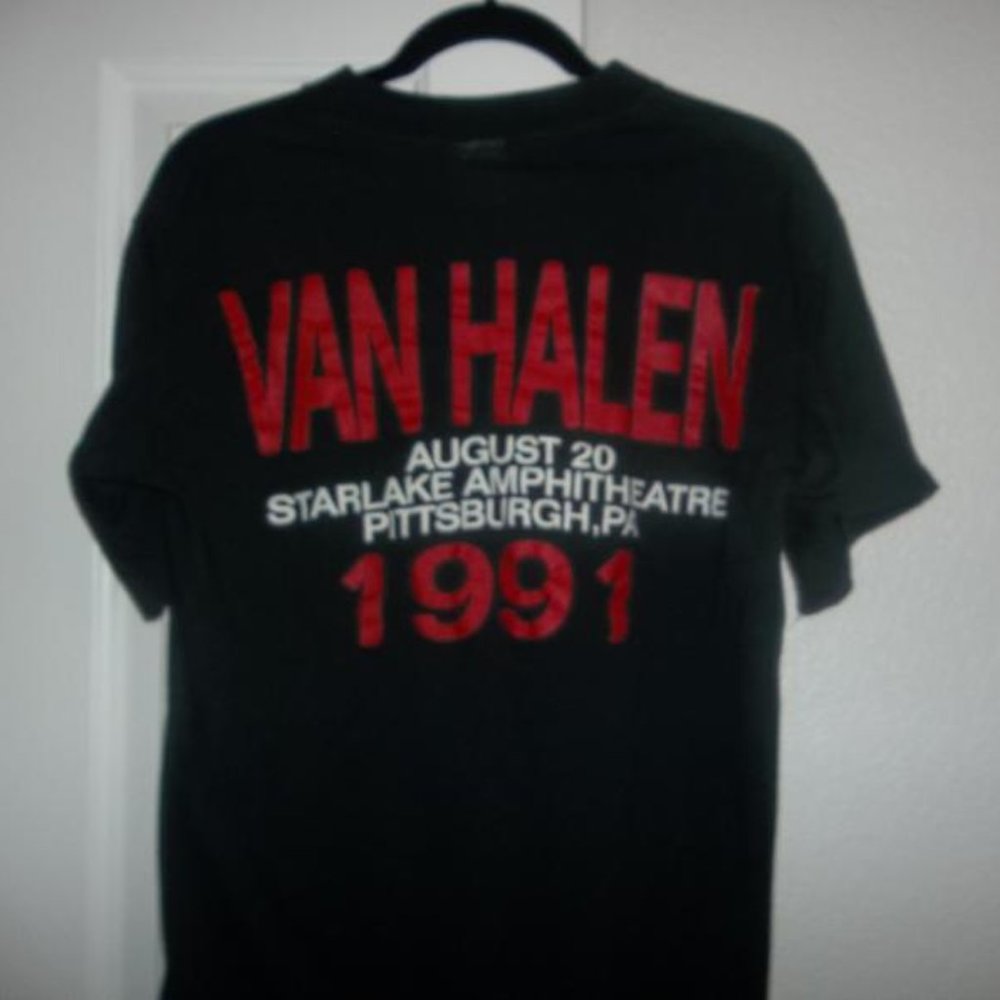 VAN HALEN
AUGUST 20
STARLAKE AMPHITHEATRE
PITTSBURGH,PA
1991